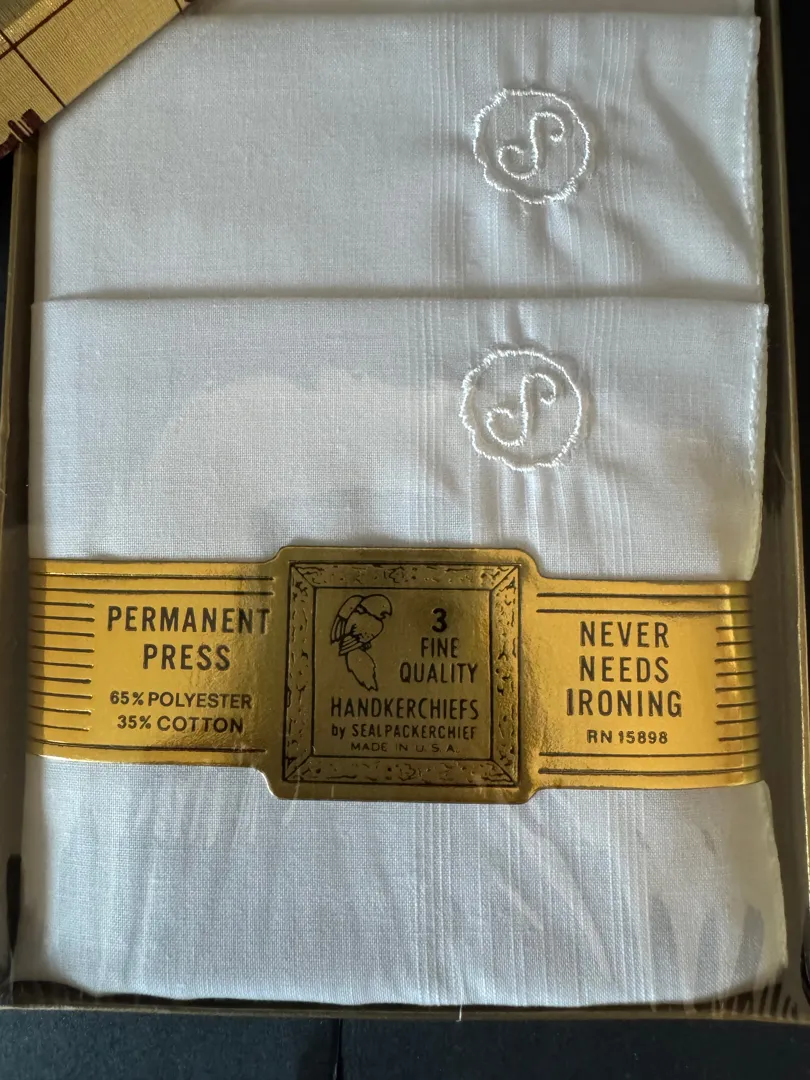 S
S
PERMANENT
PRESS
65% POLYESTER
35% COTTON
3
FINE
QUALITY
HANDKERCHIEFS
by SEALPACKERCHIEF
MADE IN U.S.A.
NEVER
NEEDS
IRONING
RN 15898